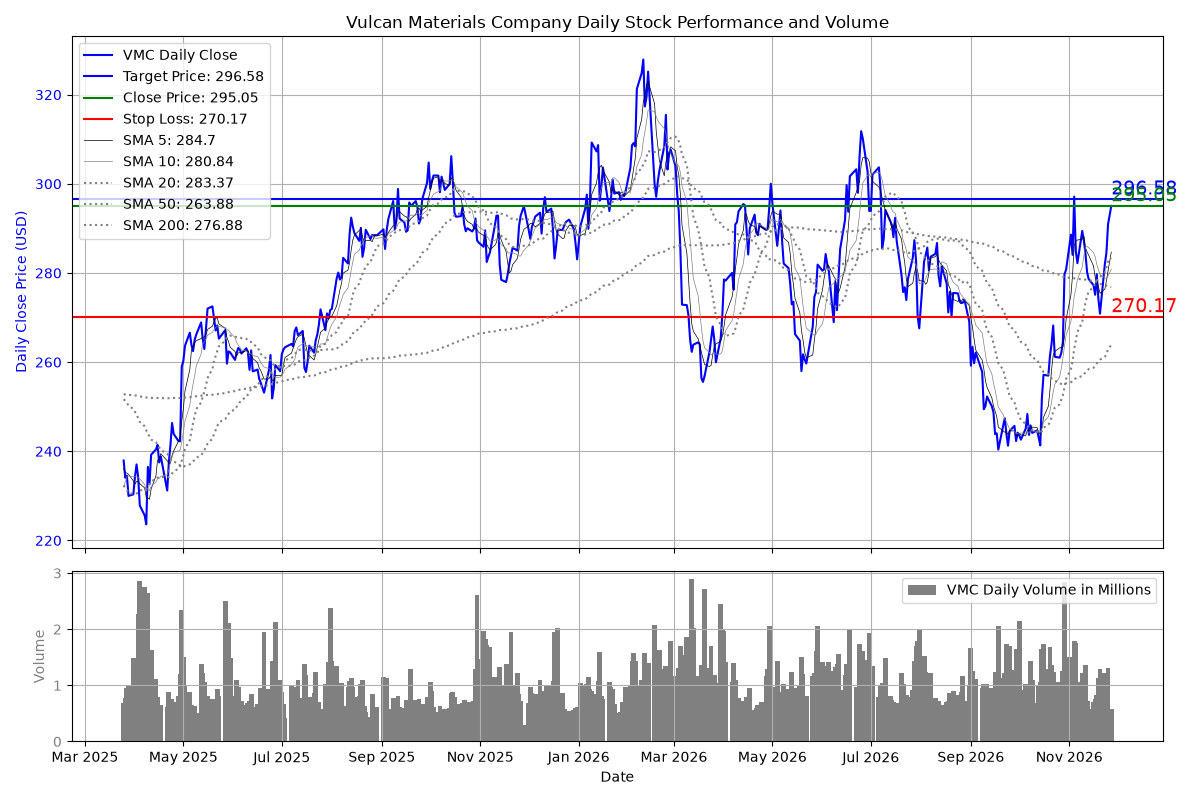 Vulcan Materials Company Daily Stock Performance and Volume
VMC Daily Close
Target Price: 296.58
Close Price: 295.05
Stop Loss: 270.17
SMA 5: 284.7
SMA 10: 280.84
SMA 20: 283.37
SMA 50: 263.88
SMA 200: 276.88
Daily Close Price (USD)
320
300
280
260
240
220
296.58
295.05
270.17
VMC Daily Volume in Millions
Volume
3
2
1
0
Mar 2025 May 2025 Jul 2025 Sep 2025 Nov 2025 Jan 2026 Mar 2026 May 2026 Jul 2026 Sep 2026 Nov 2026
Date